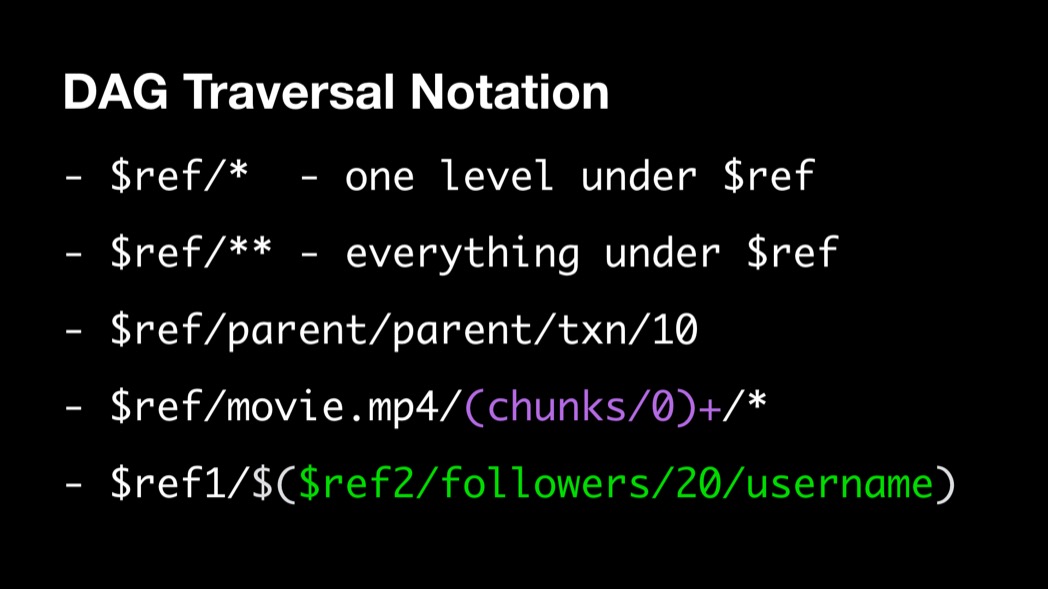 DAG Traversal Notation
- $ref/*  - one level under $ref
- $ref/** - everything under $ref
- $ref/parent/parent/txn/10
- $ref/movie.mp4/(chunks/0)+/*
- $ref1/$($ref2/followers/20/username)